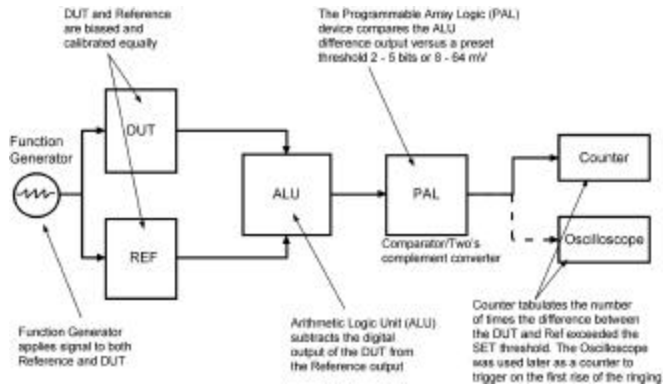 DUT and Reference
are biased and
calibrated equally
The Programmable Array Logic (PAL)
device compares the ALU
difference output versus a preset
threshold 2 - 5 bits or 8 - 64 mV
Function
Generator
DUT
REF
ALU
PAL
Comparator/Two's
complement converter
Counter
Oscilloscope
Function Generator
applies signal to both
Reference and DUT
Arithmetic Logic Unit (ALU)
subtracts the digital
output of the DUT from
the Reference output
Counter tabulates the number
of times the difference between
the DUT and Ref exceeded the
SET threshold. The Oscilloscope
was used later as a counter to
trigger on the first rise of the ringing